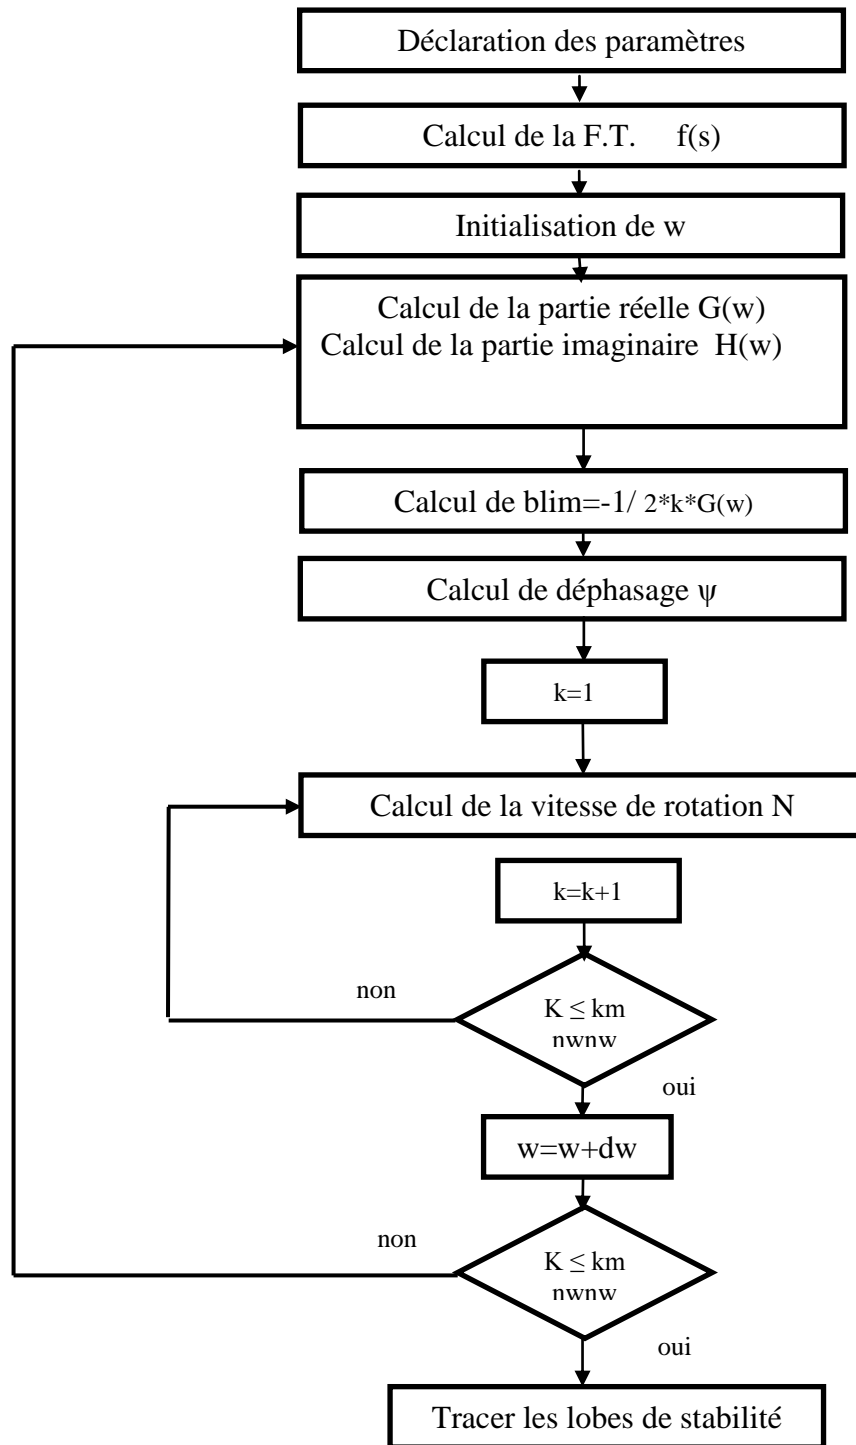 Déclaration des paramètres
Calcul de la F.T. f(s)
Initialisation de w
Calcul de la partie réelle G(w)
Calcul de la partie imaginaire H(w)
Calcul de blim=-1/ 2*k*G(w)
Calcul de déphasage ψ
k=1
Calcul de la vitesse de rotation N
k=k+1
non
K ≤ km
nwnw
oui
w=w+dw
non
K ≤ km
nwnw
oui
Tracer les lobes de stabilité